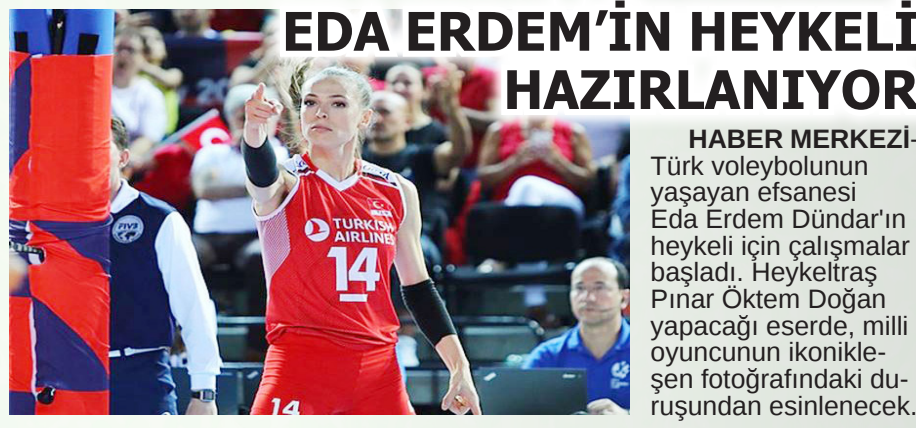 EDA ERDEM’İN HEYKELİ
HAZIRLANIYOR
HABER MERKEZİ-
Türk voleybolunun
yaşayan efsanesi
Eda Erdem Dündar'ın
heykeli için çalışmalar
başladı. Heykeltraş
Pınar Öktem Doğan
yapacağı eserde, milli
oyuncunun ikonikle-
şen fotoğrafındaki du-
ruşundan esinlenecek.
FIVB
TURKISH
AIRLINES
14
14
20